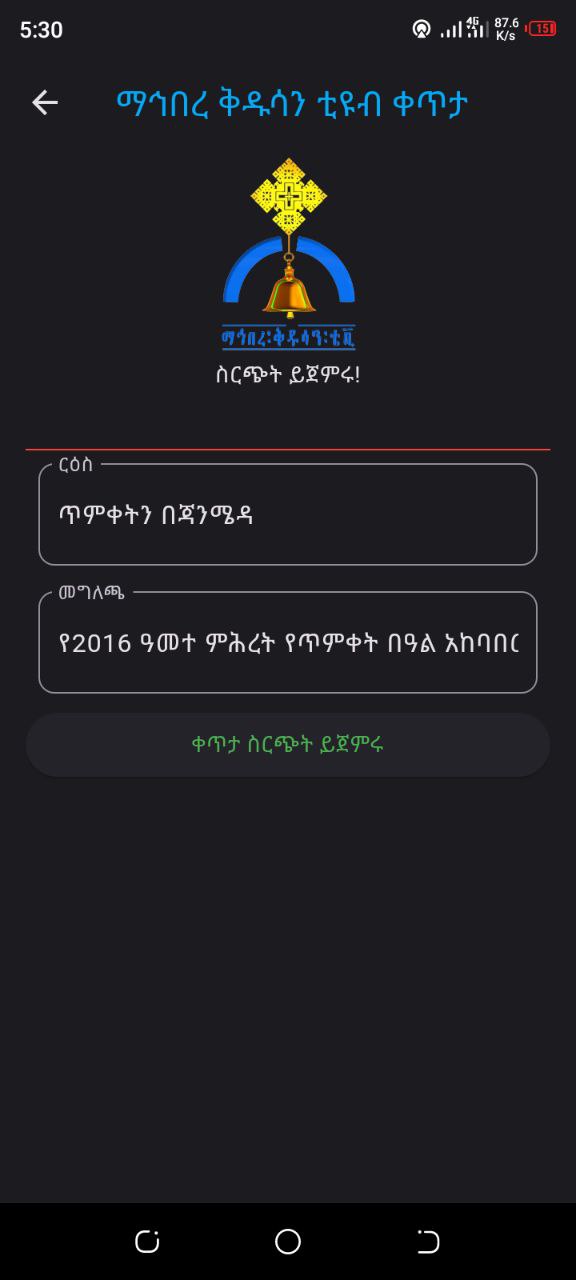 5:30
4G
87.6
K/s
15
ማኅበረ ቅዱሳን ቲዩብ ቀጥታ
ማኅበረ፡ቅዱሳን፡ቲቪ
ስርጭት ይጀምሩ!
ርዕስ
ጥምቀትን በጃንሜዳ
መግለጫ
የ2016 ዓመተ ምሕረት የጥምቀት በዓል አከባበር
ቀጥታ ስርጭት ይጀምሩ